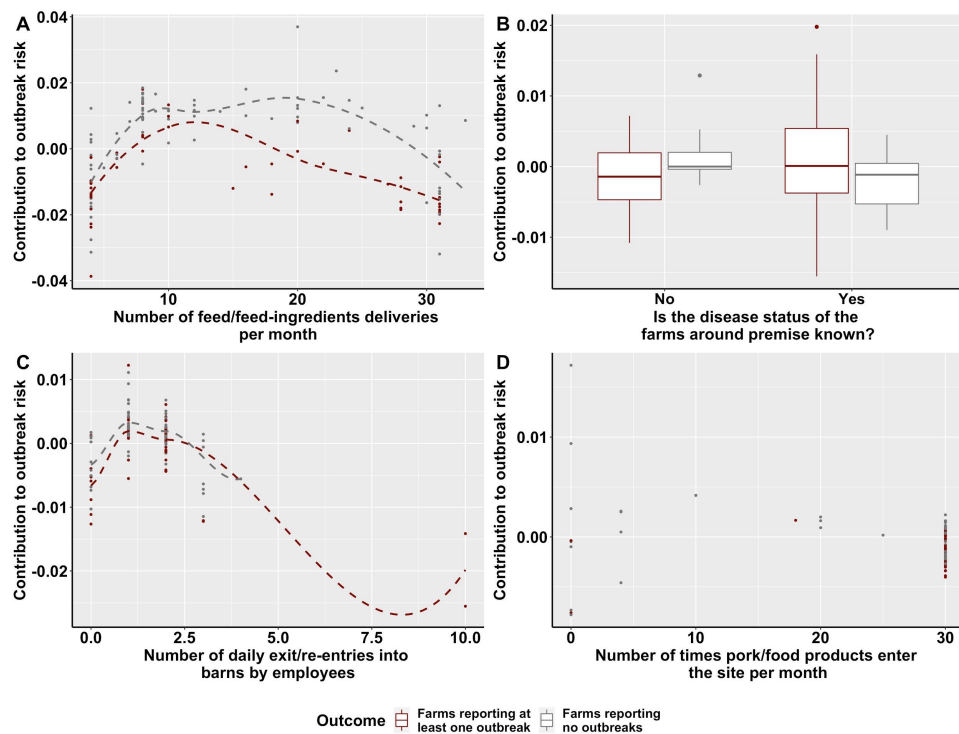 A
Contribution to outbreak risk
0.04
0.02
0.00
-0.02
-0.04
10
20
30
Number of feed/feed-ingredients deliveries
per month
B
Contribution to outbreak risk
0.02
0.01
0.00
-0.01
No
Yes
Is the disease status of the
farms around premise known?
C
Contribution to outbreak risk
0.01
0.00
-0.01
-0.02
0.0
2.5
5.0
7.5
10.0
Number of daily exit/re-entries into
barns by employees
D
Contribution to outbreak risk
0.01
0.00
0
10
20
30
Number of times pork/food products enter
the site per month
Outcome
Farms reporting at
least one outbreak
Farms reporting
no outbreaks